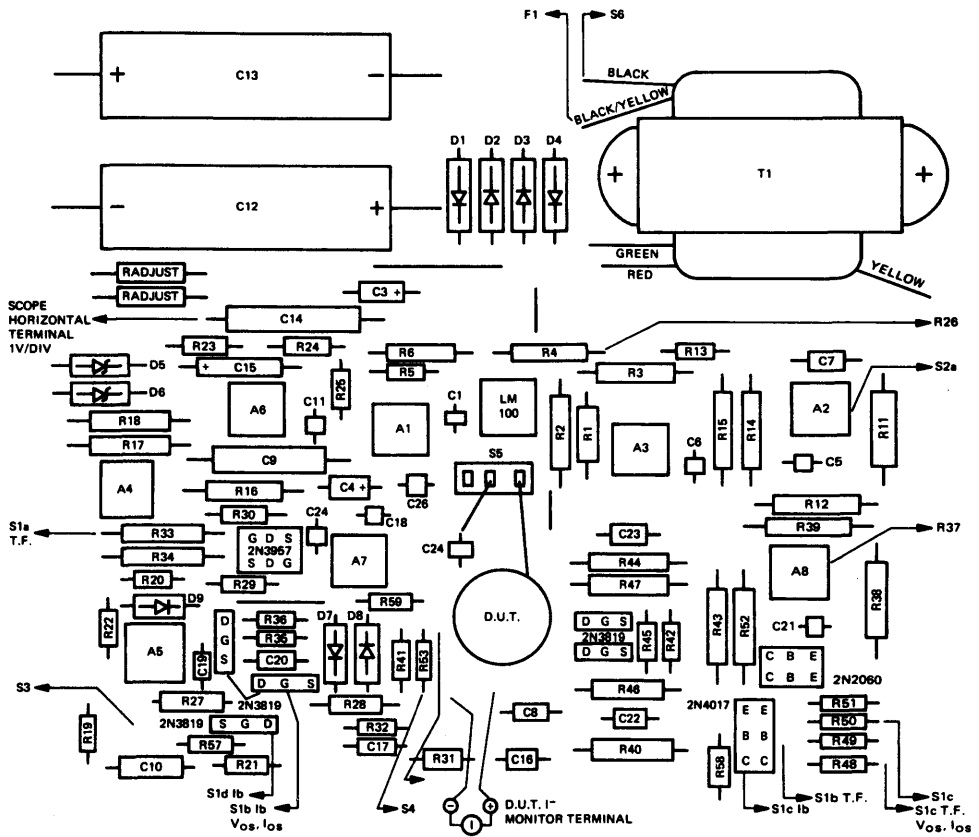 F1
S6
C13
BLACK
BLACK/YELLOW
D1 D2 D3 D4
T1
C12
GREEN
RED
YELLOW
RADJUST
RADJUST
C3
SCOPE
HORIZONTAL
TERMINAL
1V/DIV
C14
R26
R23
R24
R6
R4
R13
C7
D5
C15
R25
R5
R3
S2a
D6
A6
C11
C1
LM
100
R2
R1
R15
R14
A2
R11
R18
A1
A3
C6
R17
C9
S5
C5
A4
R16
C4
C26
R12
R30
C18
R39
S1a
T.F.
R33
G D S
2N3967
S D G
C24
C23
R37
R34
A7
C24
R44
A8
R20
R29
R47
R38
D9
R59
D.U.T.
R43
R52
R22
D
G
S
R36
D7
D8
D G S
2N3819
D G S
R45
R42
C21
A5
C19
R35
R41
R53
C20
C B E
C B E
S3
D G S
R46
2N2060
R27
2N3819
R28
2N4017
R51
2N3819
S G D
R32
C8
C22
E E
B B
C C
R50
R19
R57
C17
R49
C10
R21
R31
C16
R40
R58
R48
S1d Ib
S1b Ib
VOS, IOS
S4
D.U.T. I–
MONITOR TERMINAL
I
S1b T.F.
S1c Ib
S1c
S1c T.F.
VOS, IOS